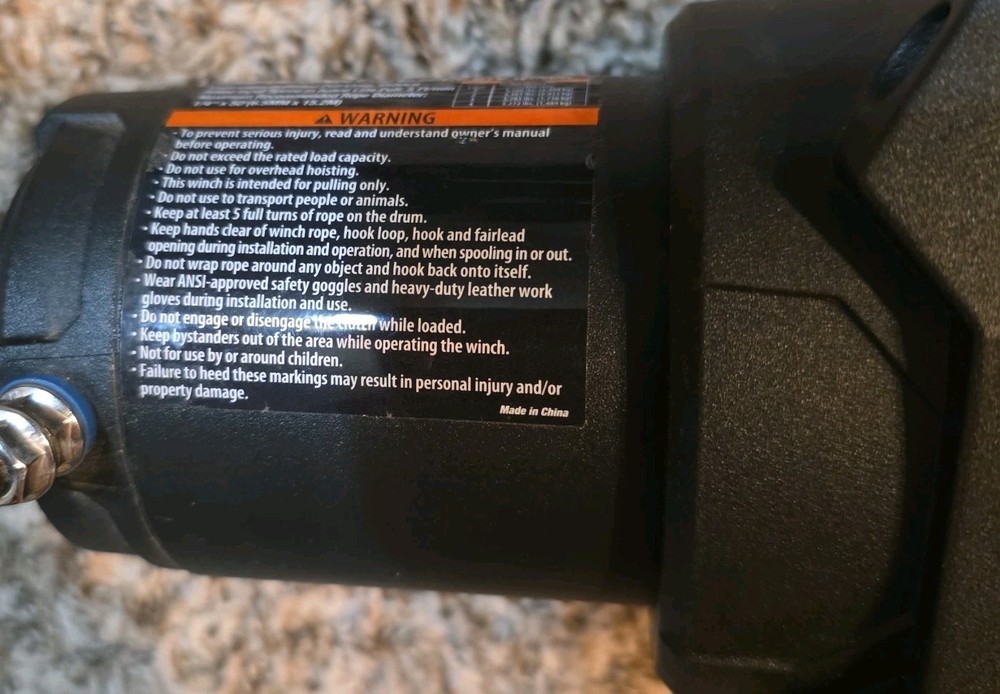 1/4" x 50' (6.5MM x 15.2M)
WARNING
• To prevent serious injury, read and understand owner's manual
before operating.
• Do not exceed the rated load capacity.
• Do not use for overhead hoisting.
• This winch is intended for pulling only.
• Do not use to transport people or animals.
• Keep at least 5 full turns of rope on the drum.
• Keep hands clear of winch rope, hook loop, hook and fairlead
opening during installation and operation, and when spooling in or out.
• Do not wrap rope around any object and hook back onto itself.
• Wear ANSI-approved safety goggles and heavy-duty leather work
gloves during installation and use.
• Do not engage or disengage the clutch while loaded.
• Keep bystanders out of the area while operating the winch.
• Not for use by or around children.
• Failure to heed these markings may result in personal injury and/or
property damage.
Made in China